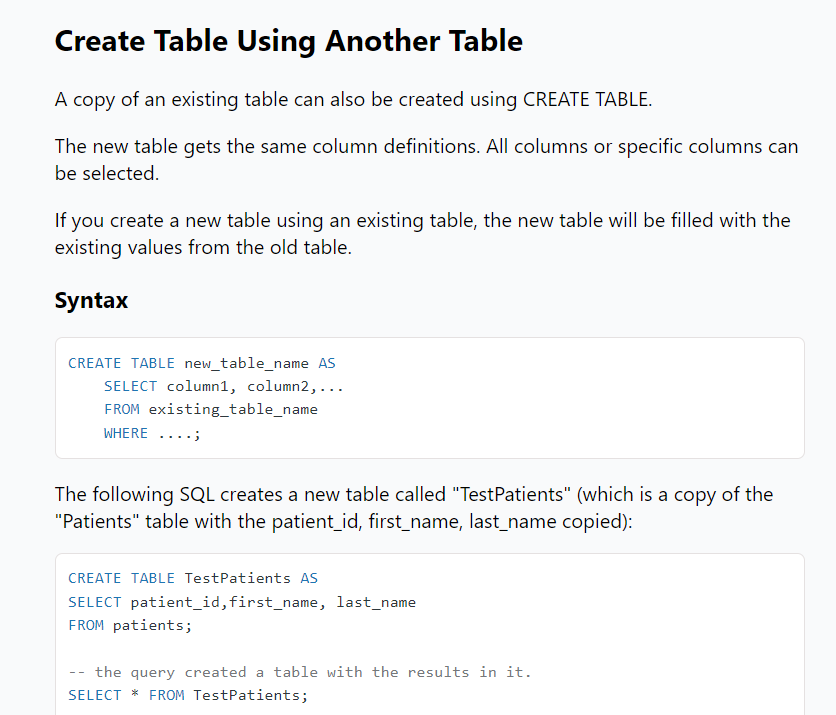 Create Table Using Another Table
A copy of an existing table can also be created using CREATE TABLE.
The new table gets the same column definitions. All columns or specific columns can
be selected.
If you create a new table using an existing table, the new table will be filled with the
existing values from the old table.
Syntax
CREATE TABLE new_table_name AS
    SELECT column1, column2,...
    FROM existing_table_name
    WHERE ....;
The following SQL creates a new table called "TestPatients" (which is a copy of the
"Patients" table with the patient_id, first_name, last_name copied):
CREATE TABLE TestPatients AS
SELECT patient_id,first_name, last_name
FROM patients;
-- the query created a table with the results in it.
SELECT * FROM TestPatients;